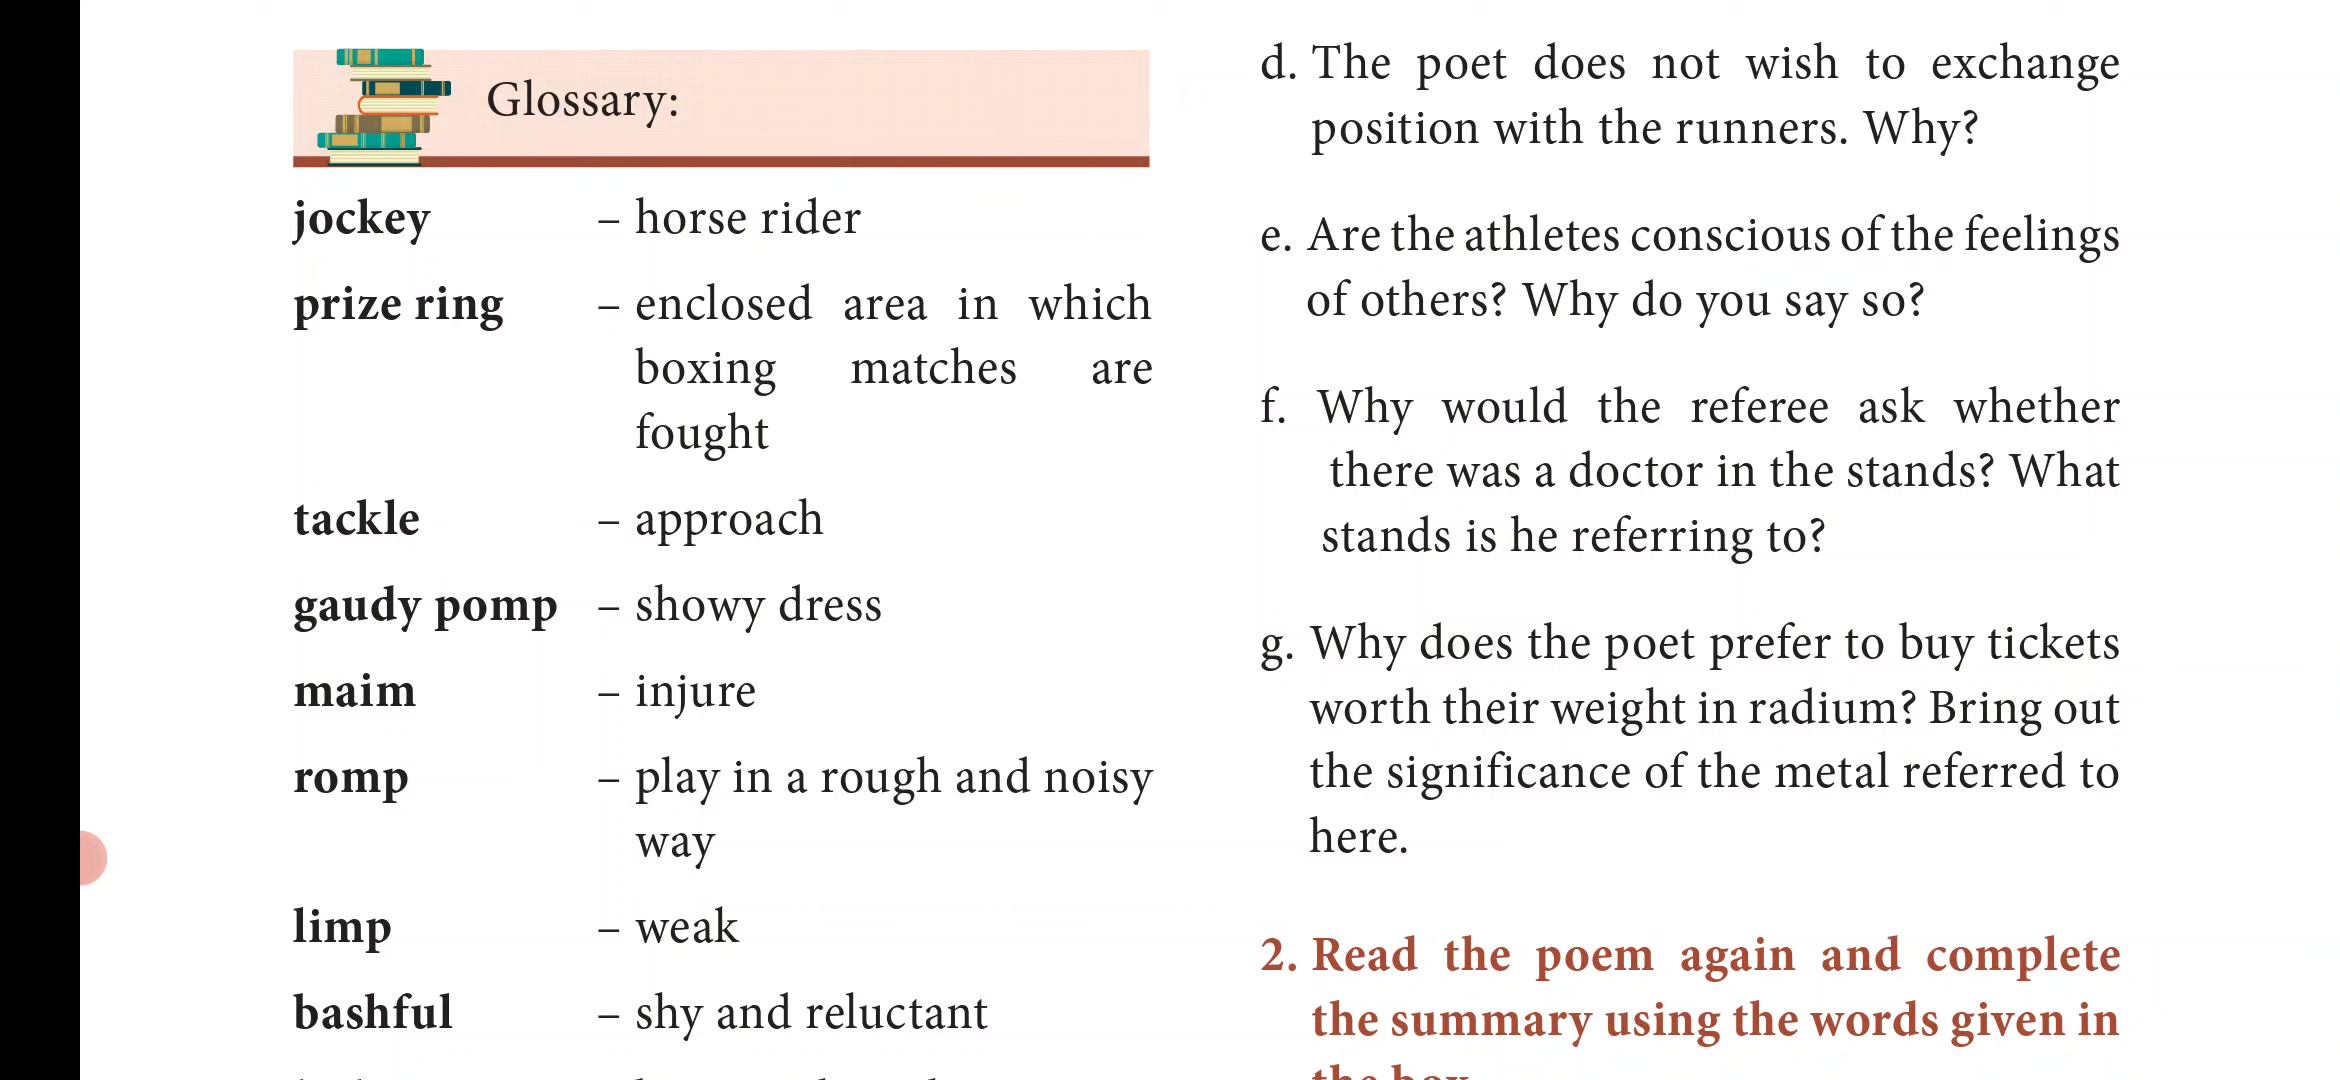 Glossary:
jockey – horse rider
prize ring – enclosed area in which
boxing matches are
fought
tackle – approach
gaudy pomp – showy dress
maim – injure
romp – play in a rough and noisy
way
limp – weak
bashful – shy and reluctant
d. The poet does not wish to exchange
position with the runners. Why?
e. Are the athletes conscious of the feelings
of others? Why do you say so?
f. Why would the referee ask whether
there was a doctor in the stands? What
stands is he referring to?
g. Why does the poet prefer to buy tickets
worth their weight in radium? Bring out
the significance of the metal referred to
here.
2. Read the poem again and complete
the summary using the words given in
the box